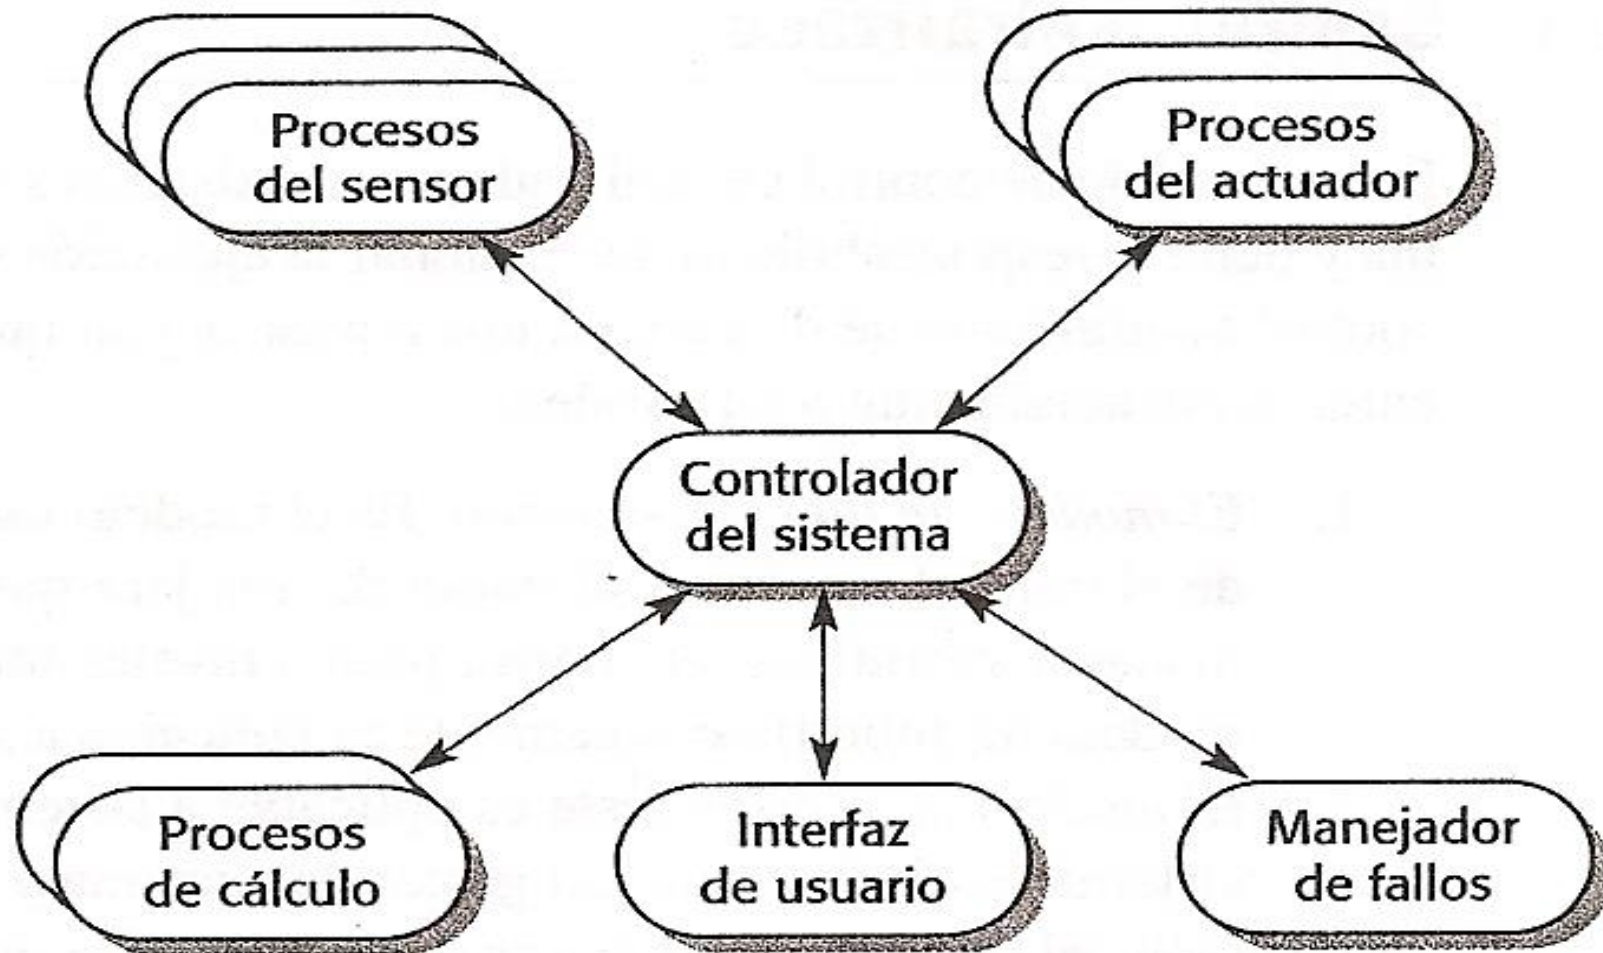 Procesos
del sensor
Procesos
del actuador
Controlador
del sistema
Procesos
de cálculo
Interfaz
de usuario
Manejador
de fallos